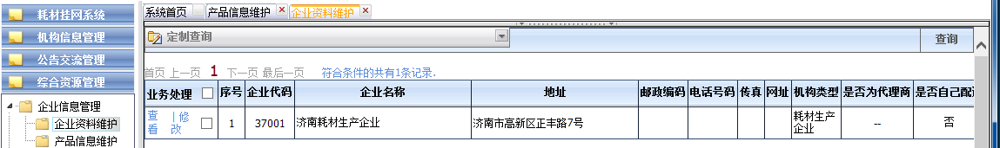 耗材挂网系统
机构信息管理
公告交流管理
综合资源管理
企业信息管理
企业资料维护
产品信息维护
系统首页 产品信息维护 企业资料维护
定制查询 查询
首页 上一页 1 下一页 最后一页 符合条件的共有1条记录.
业务处理 序号 企业代码 企业名称 地址 邮政编码 电话号码 传真 网址 机构类型 是否为代理商 是否自己配
查看 | 修改 1 37001 济南耗材生产企业 济南市高新区正丰路7号 耗材生产企业 -- 否